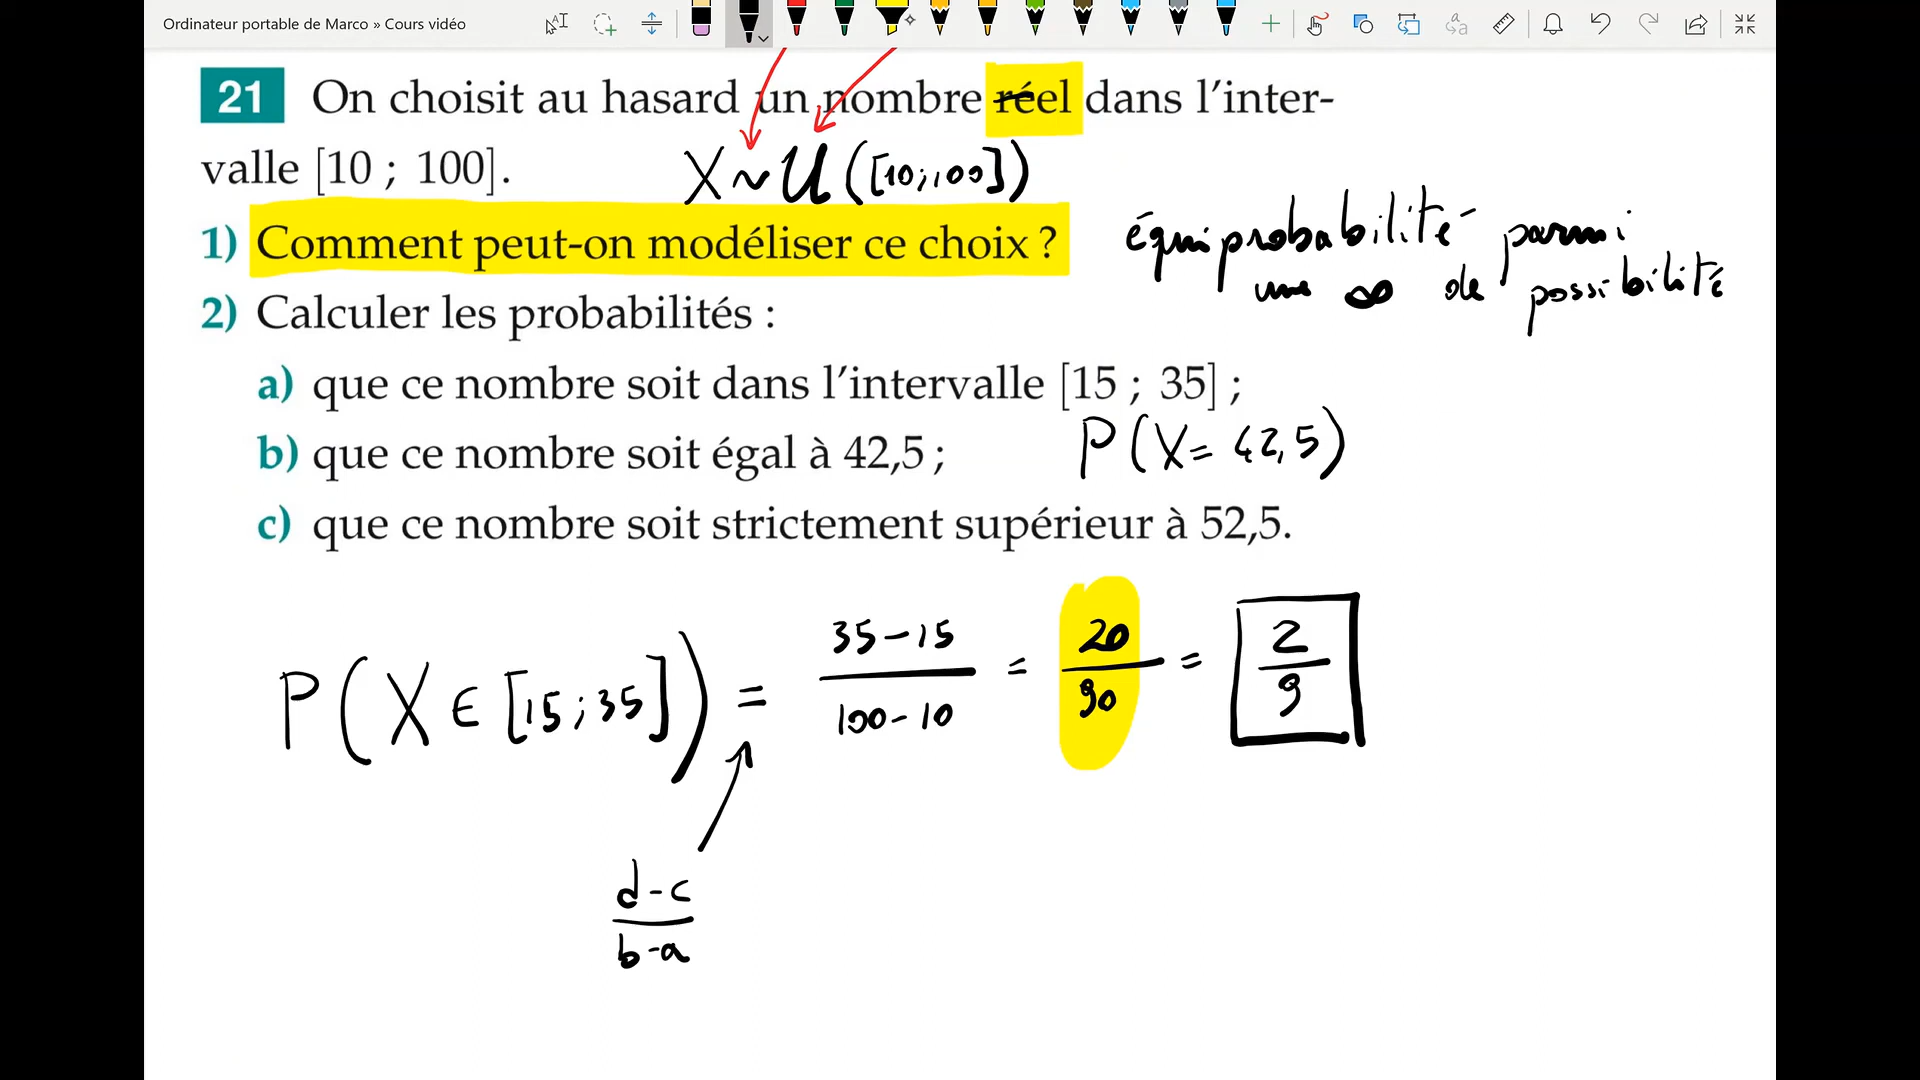 Ordinateur portable de Marco » Cours vidéo
21 On choisit au hasard un nombre réel dans l'inter-
valle [10 ; 100].
X ~ U([10;100])
1) Comment peut-on modéliser ce choix ?
équiprobabilité parmi
une ∞ de possibilité
2) Calculer les probabilités :
a) que ce nombre soit dans l'intervalle [15 ; 35] ;
b) que ce nombre soit égal à 42,5 ;
P(X = 42,5)
c) que ce nombre soit strictement supérieur à 52,5.
P(X ∈ [15;35]) = 35-15 / 100-10 = 20/90 = 2/9
d-c
b-a